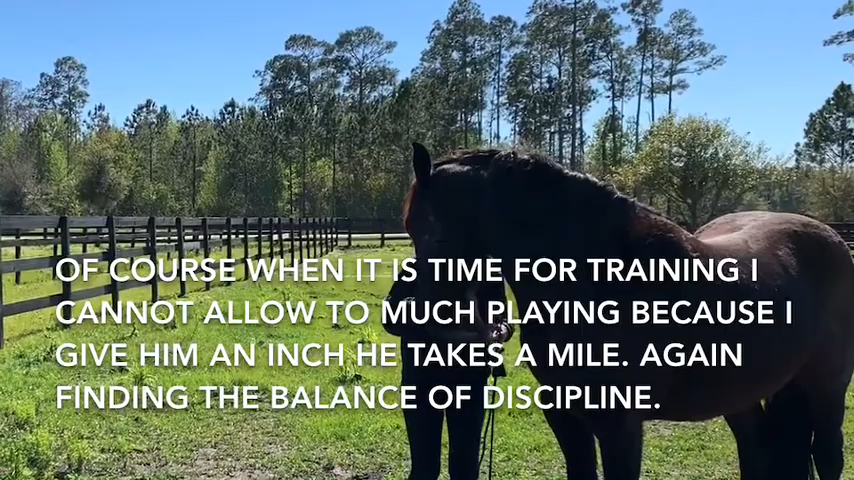 OF COURSE WHEN IT IS TIME FOR TRAINING I
CANNOT ALLOW TO MUCH PLAYING BECAUSE I
GIVE HIM AN INCH HE TAKES A MILE. AGAIN
FINDING THE BALANCE OF DISCIPLINE.